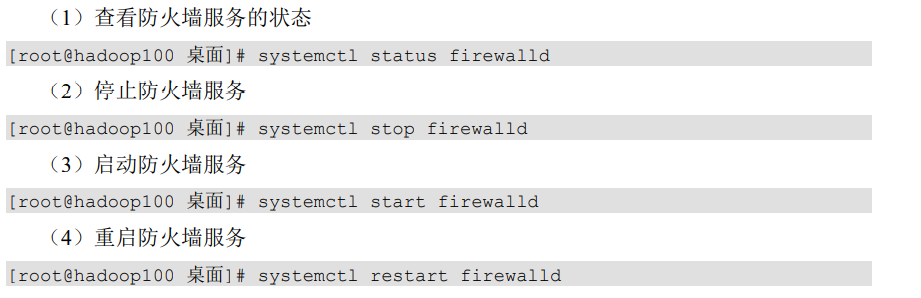 （1）查看防火墙服务的状态
[root@hadoop100 桌面]# systemctl status firewalld
（2）停止防火墙服务
[root@hadoop100 桌面]# systemctl stop firewalld
（3）启动防火墙服务
[root@hadoop100 桌面]# systemctl start firewalld
（4）重启防火墙服务
[root@hadoop100 桌面]# systemctl restart firewalld